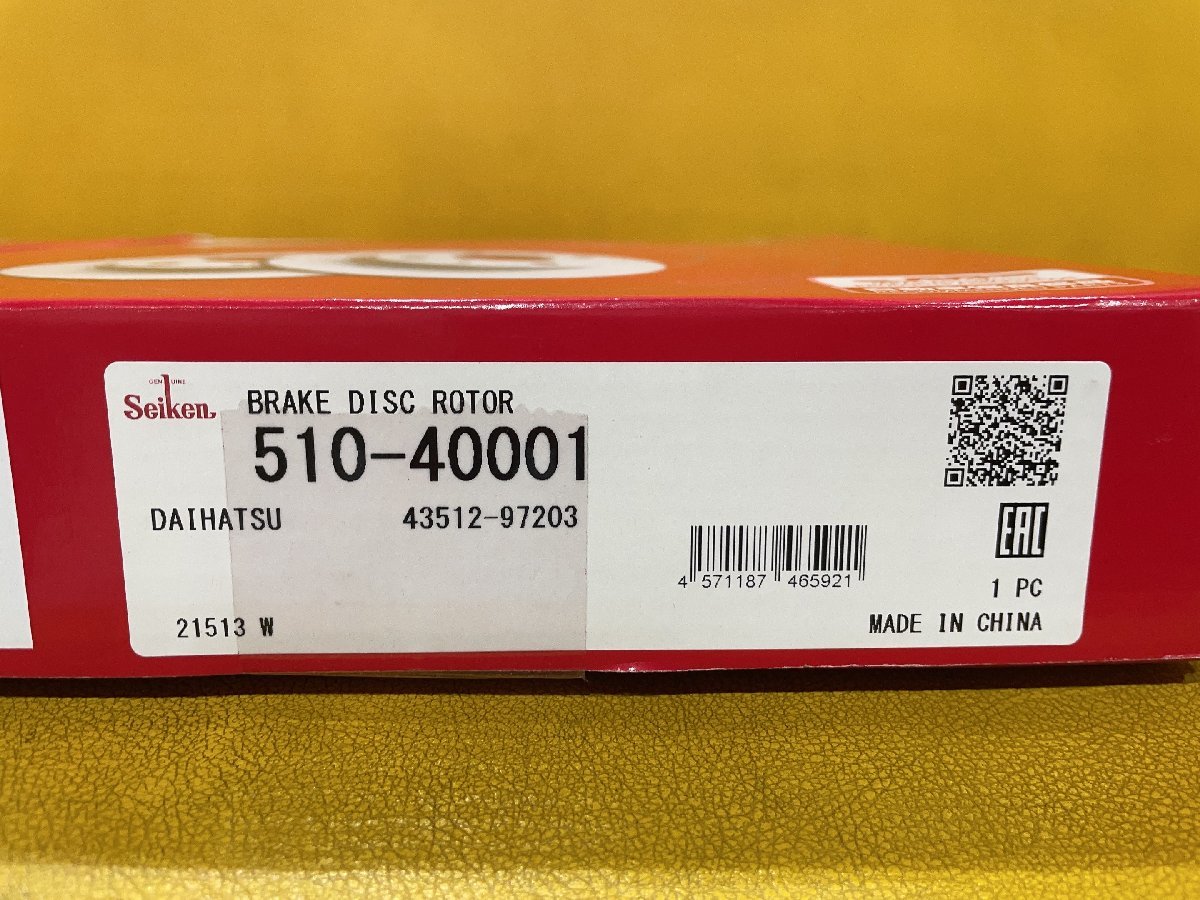 GENUINE
Seiken
BRAKE DISC ROTOR
510-40001
DAIHATSU 43512-97203
EAC
4 571187 465921
1 PC
21513 W
MADE IN CHINA